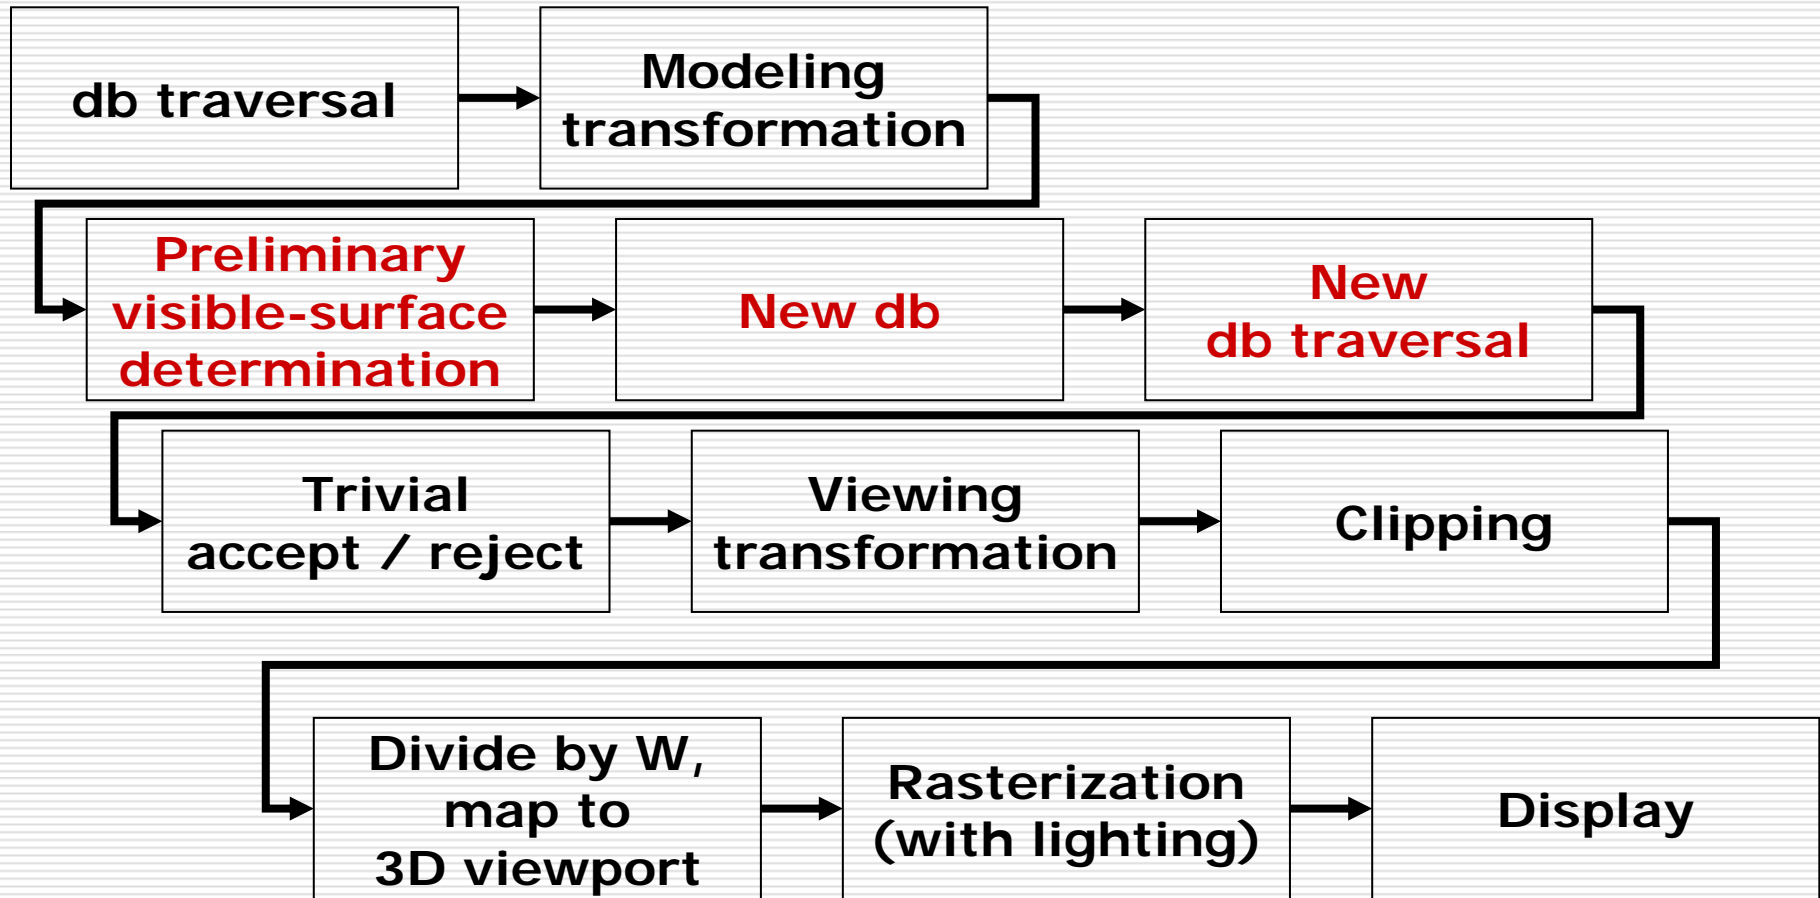 db traversal
Modeling
transformation
Preliminary
visible-surface
determination
New db
New
db traversal
Trivial
accept / reject
Viewing
transformation
Clipping
Divide by W,
map to
3D viewport
Rasterization
(with lighting)
Display